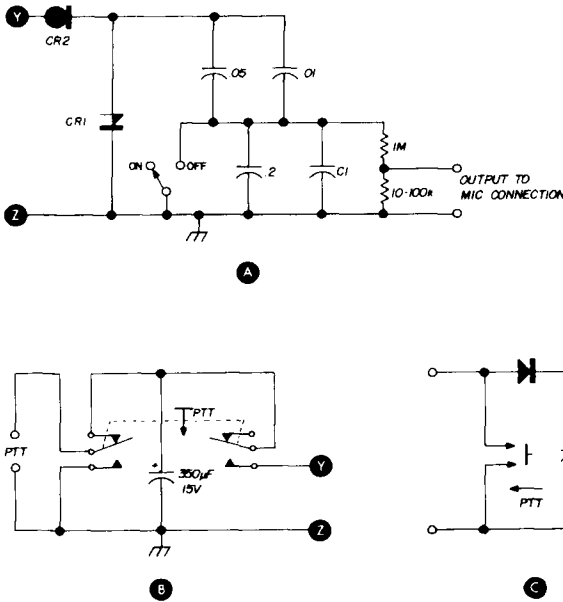 Y
CR2
.05
.01
CR1
1M
ON
OFF
.2
C1
10-100k
OUTPUT TO
MIC CONNECTION
Z
A
PTT
PTT
+
350µF
15V
Y
PTT
Z
B
C